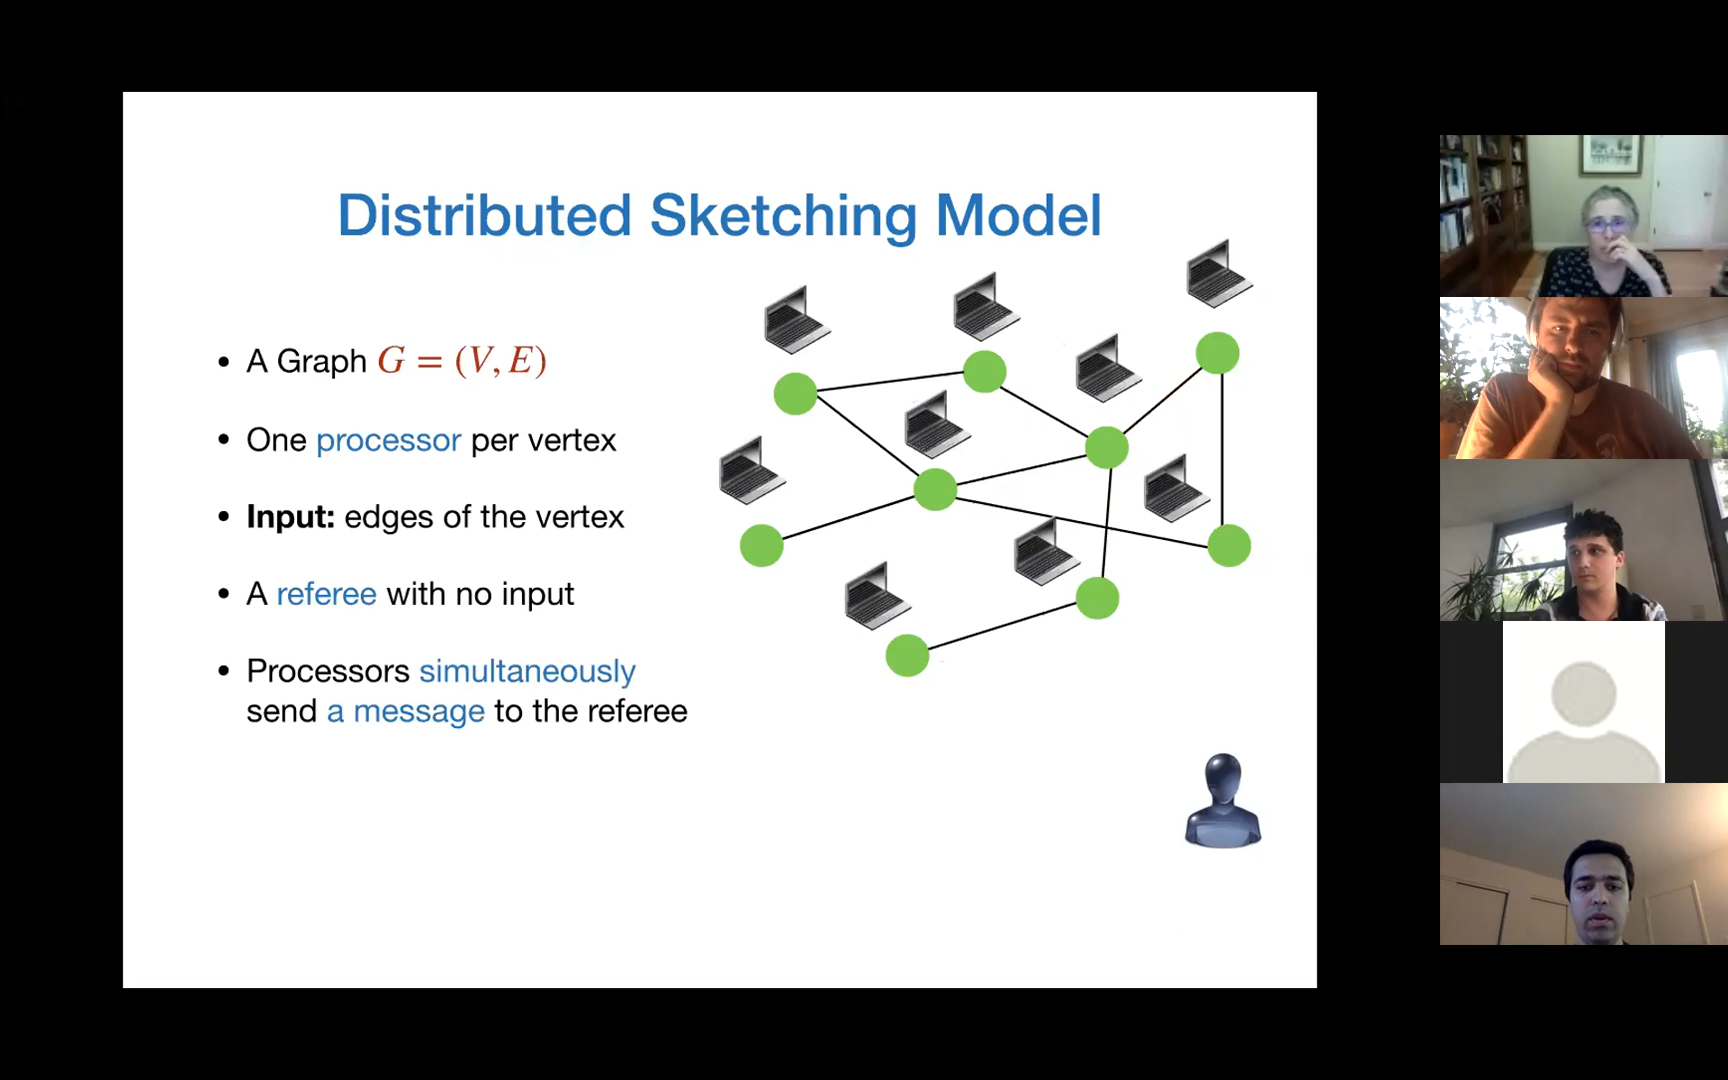 Distributed Sketching Model
• A Graph G = (V, E)
• One processor per vertex
• Input: edges of the vertex
• A referee with no input
• Processors simultaneously
send a message to the referee